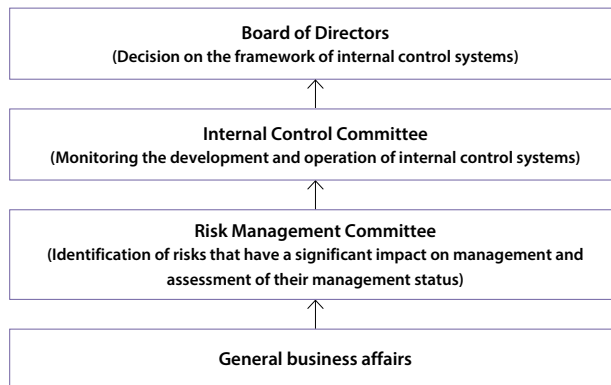 Board of Directors
(Decision on the framework of internal control systems)
Internal Control Committee
(Monitoring the development and operation of internal control systems)
Risk Management Committee
(Identification of risks that have a significant impact on management and
assessment of their management status)
General business affairs